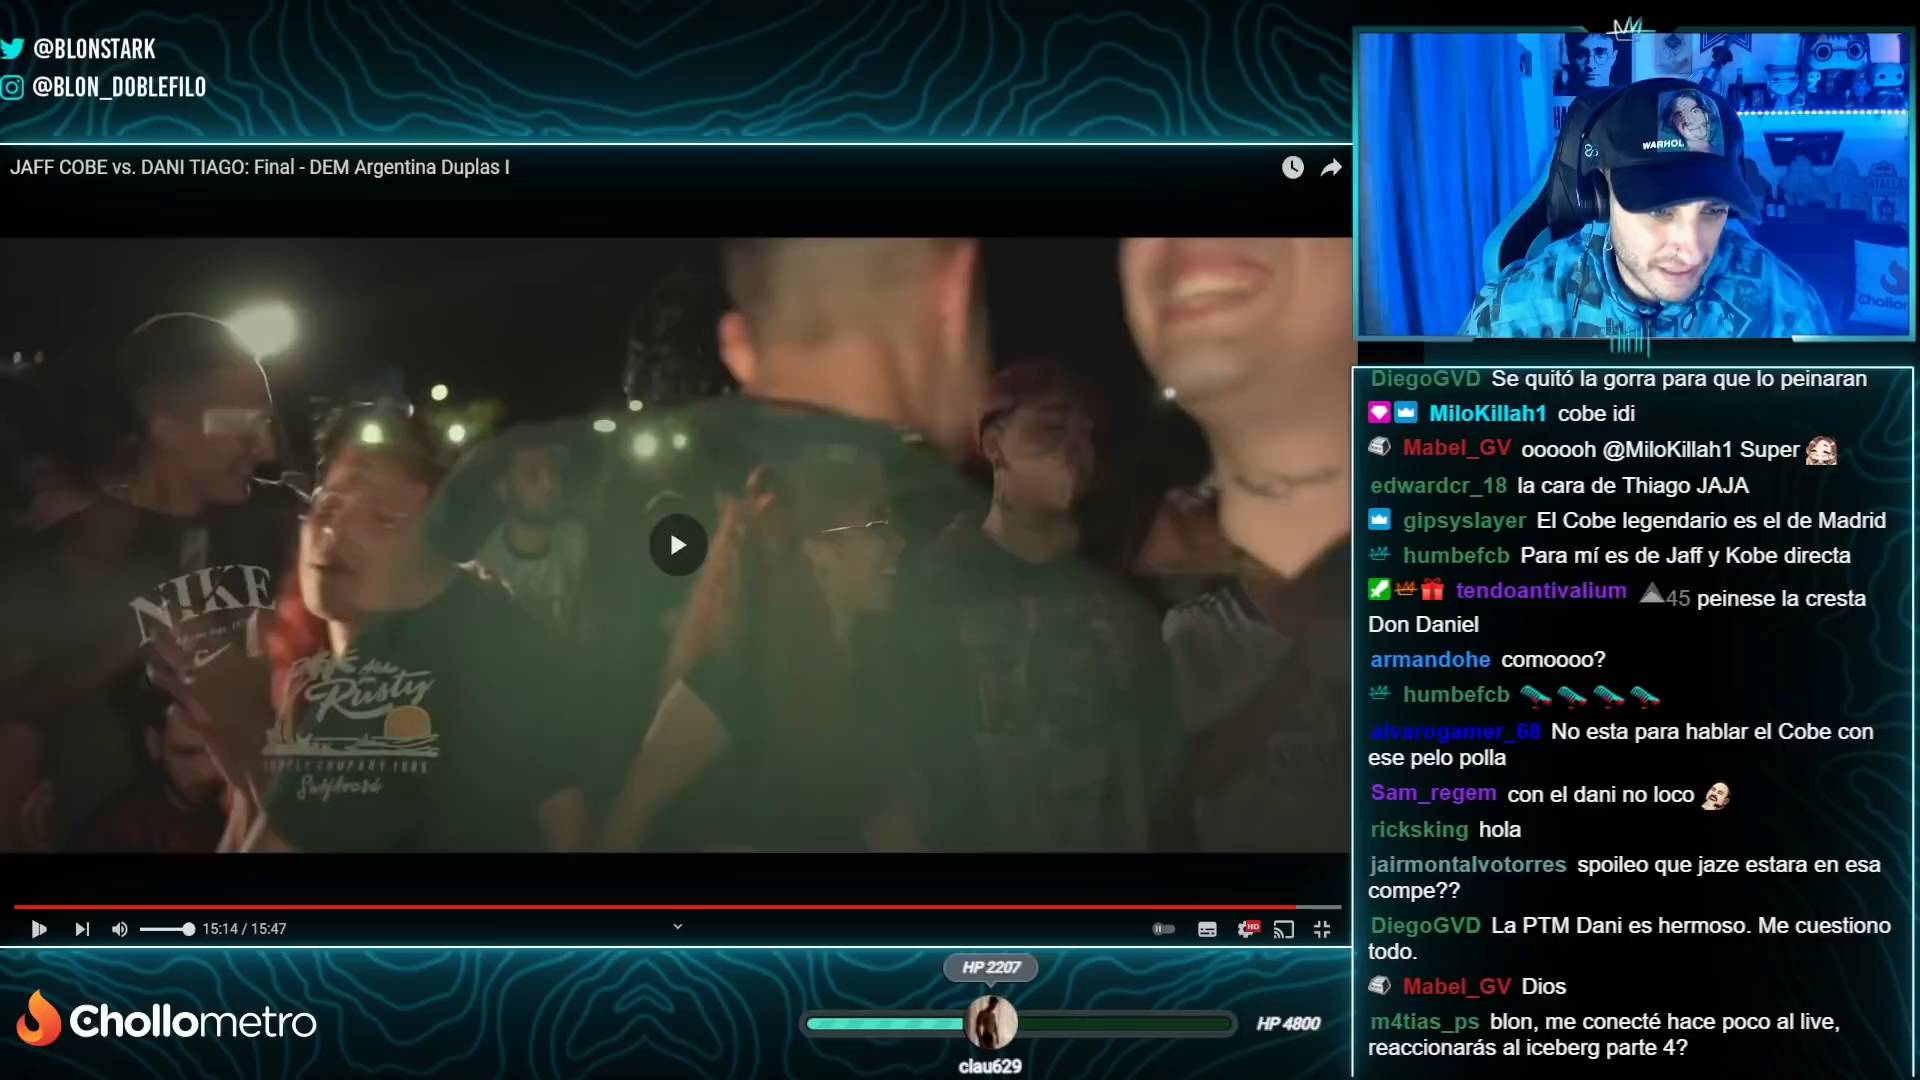 @BLONSTARK
@BLON_DOBLEFILO
JAFF COBE vs. DANI TIAGO: Final - DEM Argentina Duplas I
WARHOL
NIKE
Aloha
Rusty
SUPPLY COMPANY 1985
Surfboard
15:14 / 15:47
HD
Chollometro
HP 2207
HP 4800
clau629
DiegoGVD Se quitó la gorra para que lo peinaran
MiloKillah1 cobe idi
Mabel_GV oooooh @MiloKillah1 Super
edwardcr_18 la cara de Thiago JAJA
gipsyslayer El Cobe legendario es el de Madrid
humbefcb Para mí es de Jaff y Kobe directa
tendoantivalium 45 peinese la cresta
Don Daniel
armandohe comoooo?
humbefcb
alvarogamer_68 No esta para hablar el Cobe con
ese pelo polla
Sam_regem con el dani no loco
ricksking hola
jairmontalvotorres spoileo que jaze estara en esa
compe??
DiegoGVD La PTM Dani es hermoso. Me cuestiono
todo.
Mabel_GV Dios
m4tias_ps blon, me conecté hace poco al live,
reaccionarás al iceberg parte 4?